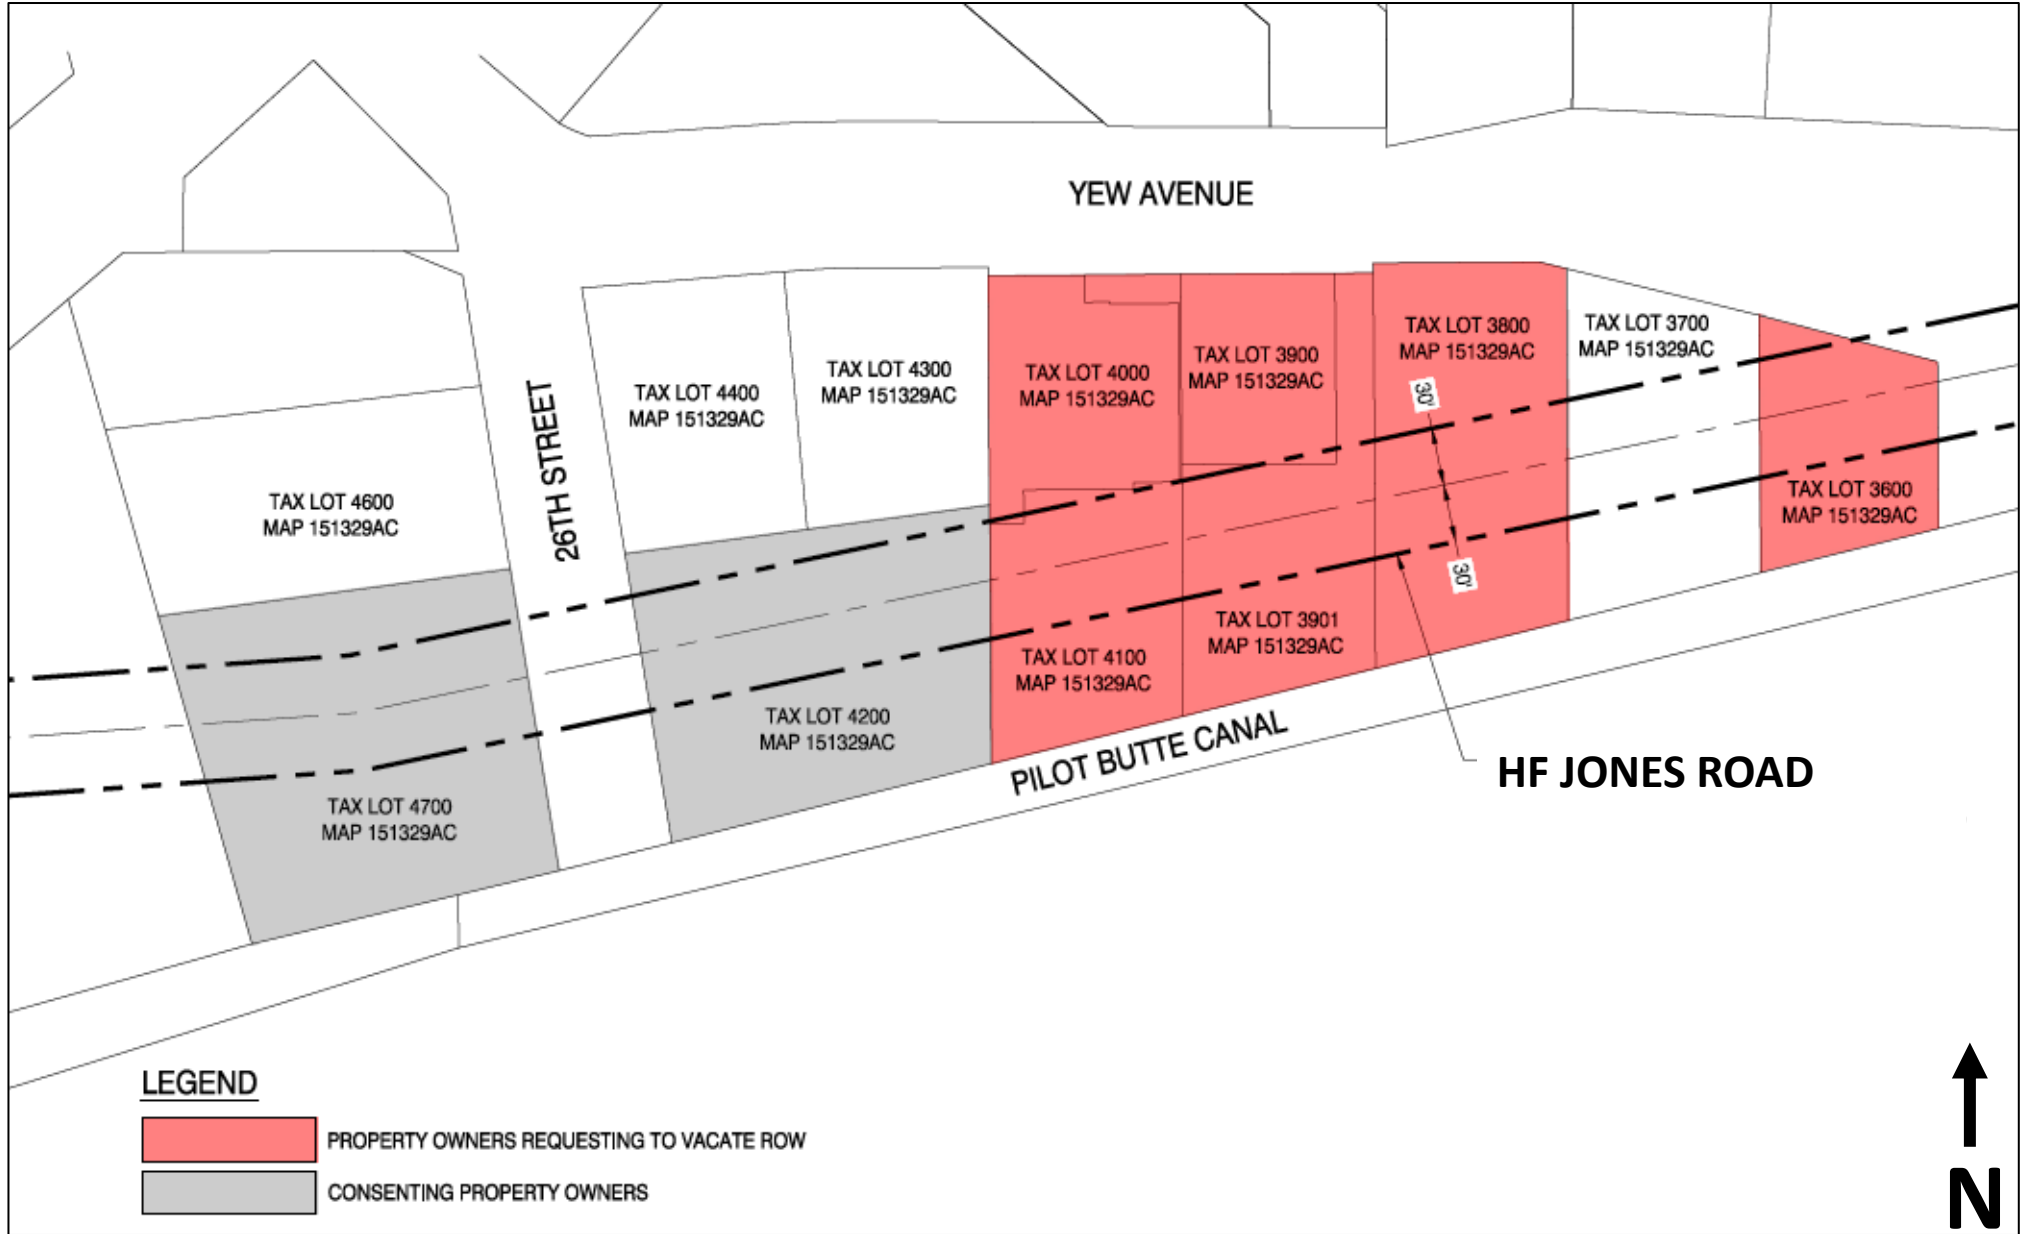 YEW AVENUE
TAX LOT 3800
MAP 151329AC
TAX LOT 3700
MAP 151329AC
TAX LOT 3900
MAP 151329AC
TAX LOT 4000
MAP 151329AC
TAX LOT 4300
MAP 151329AC
TAX LOT 4400
MAP 151329AC
30'
26TH STREET
TAX LOT 4600
MAP 151329AC
TAX LOT 3600
MAP 151329AC
30'
TAX LOT 3901
MAP 151329AC
TAX LOT 4100
MAP 151329AC
TAX LOT 4200
MAP 151329AC
PILOT BUTTE CANAL
HF JONES ROAD
TAX LOT 4700
MAP 151329AC
LEGEND
PROPERTY OWNERS REQUESTING TO VACATE ROW
CONSENTING PROPERTY OWNERS
N